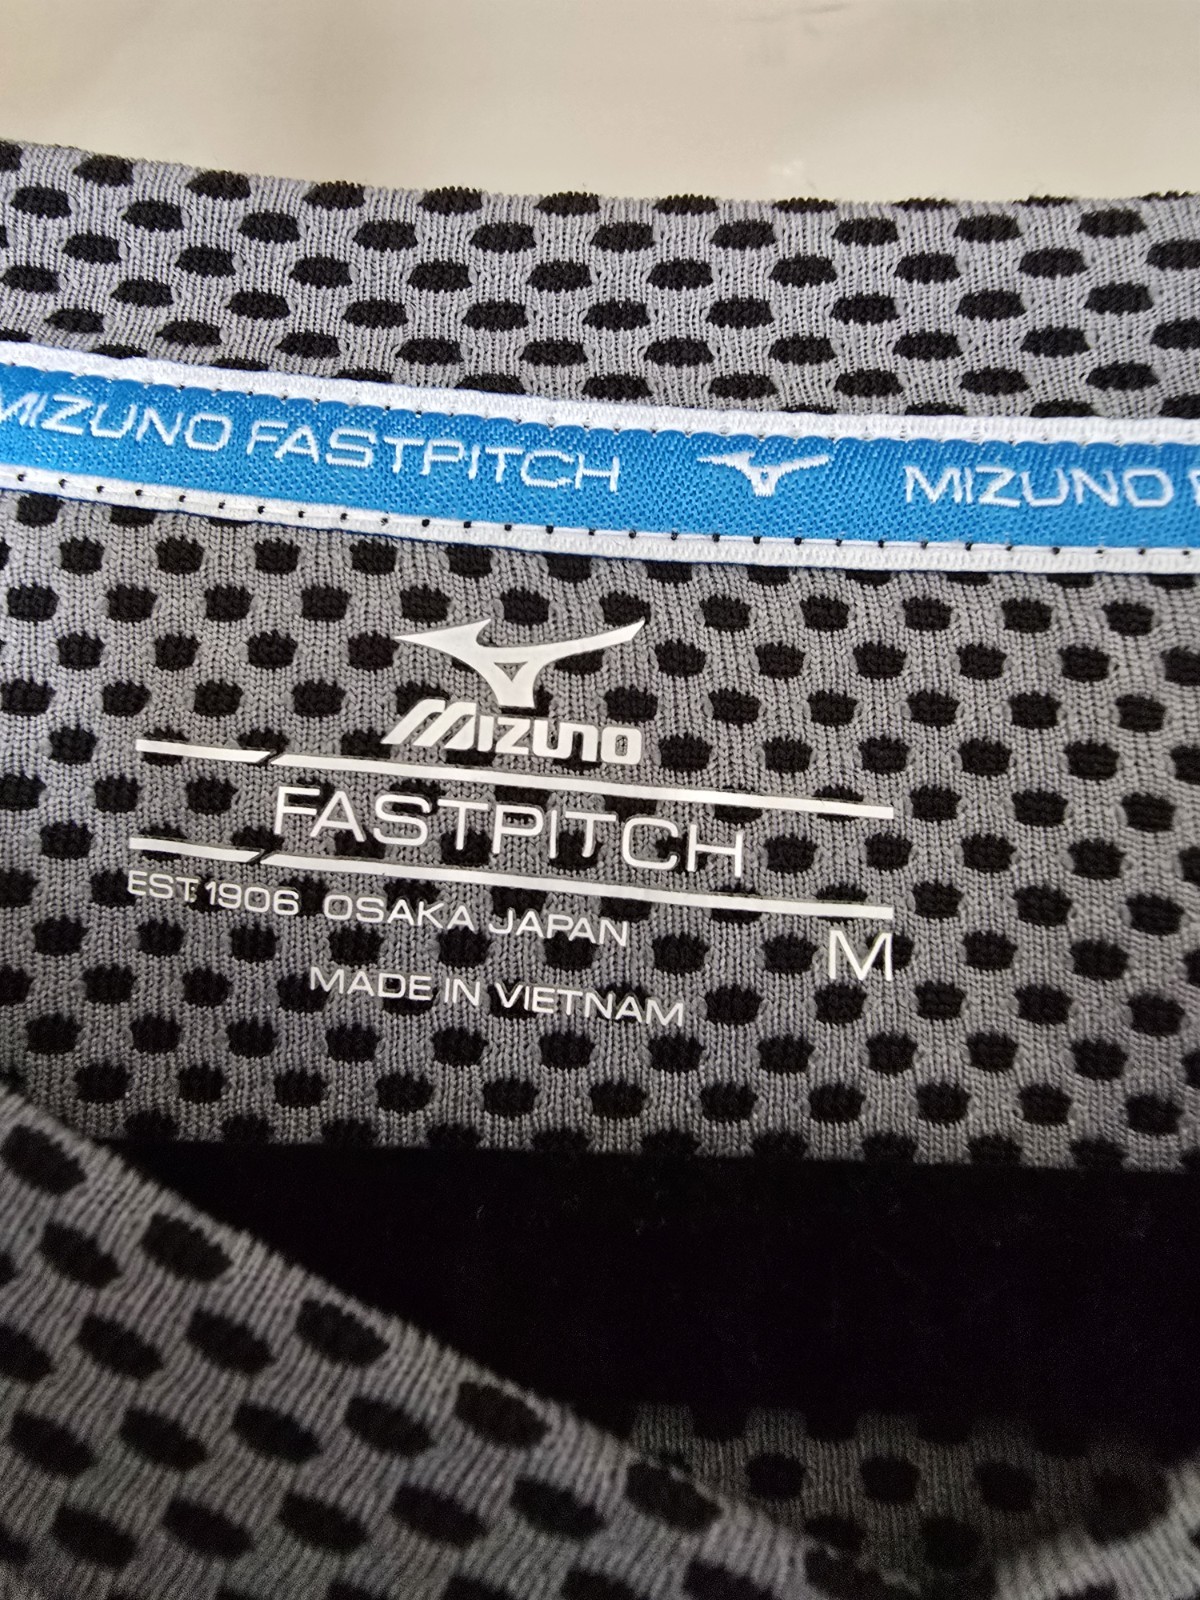 MIZUNO FASTPITCH MIZUNO
MIZUNO
FASTPITCH
EST.1906 OSAKA JAPAN
M
MADE IN VIETNAM